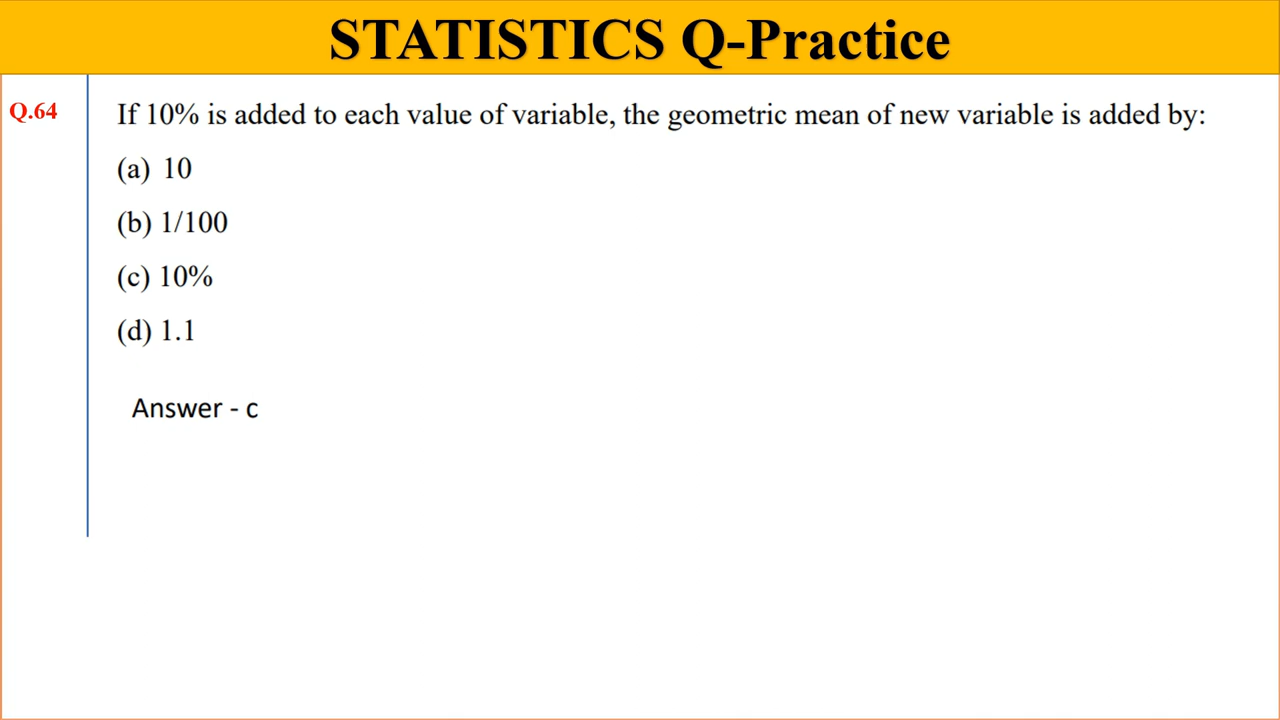 STATISTICS Q-Practice
Q.64
If 10% is added to each value of variable, the geometric mean of new variable is added by:
(a) 10
(b) 1/100
(c) 10%
(d) 1.1
Answer - c